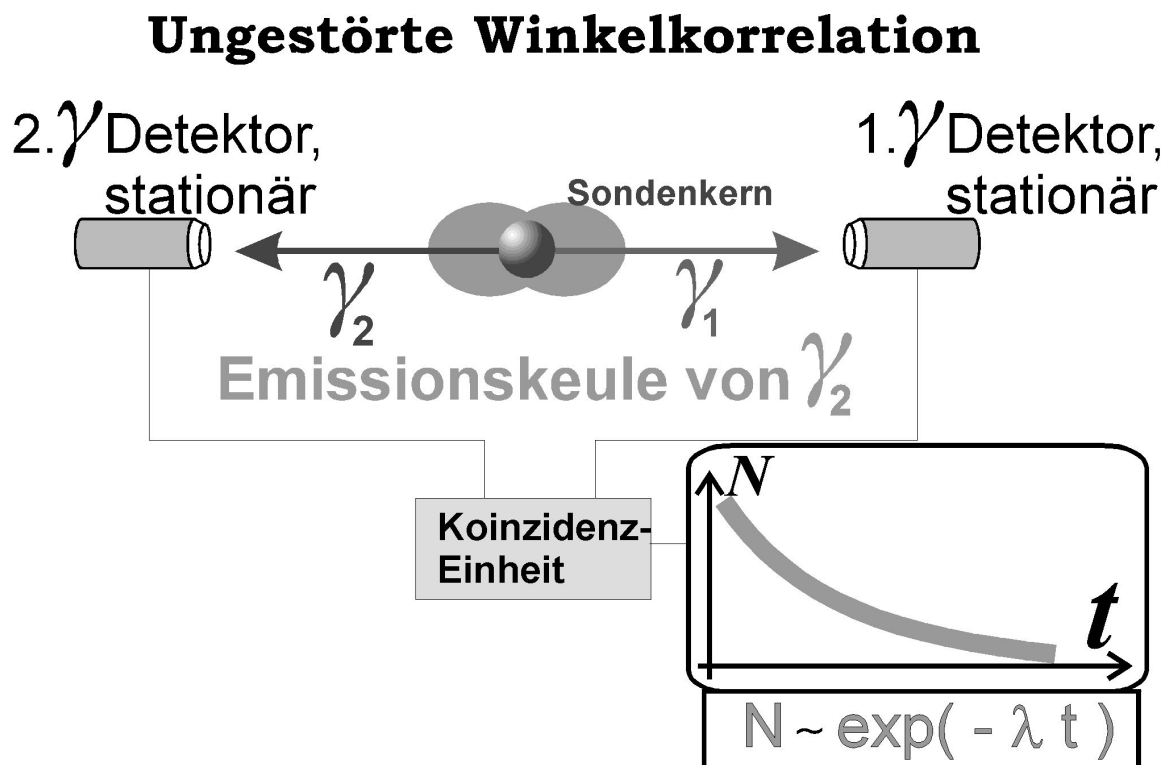 Ungestörte Winkelkorrelation
2. γ Detektor,
stationär
1. γ Detektor,
stationär
Sondenkern
γ2
γ1
Emissionskeule von γ2
Koinzidenz-
Einheit
N
t
N ~ exp( - λ t )